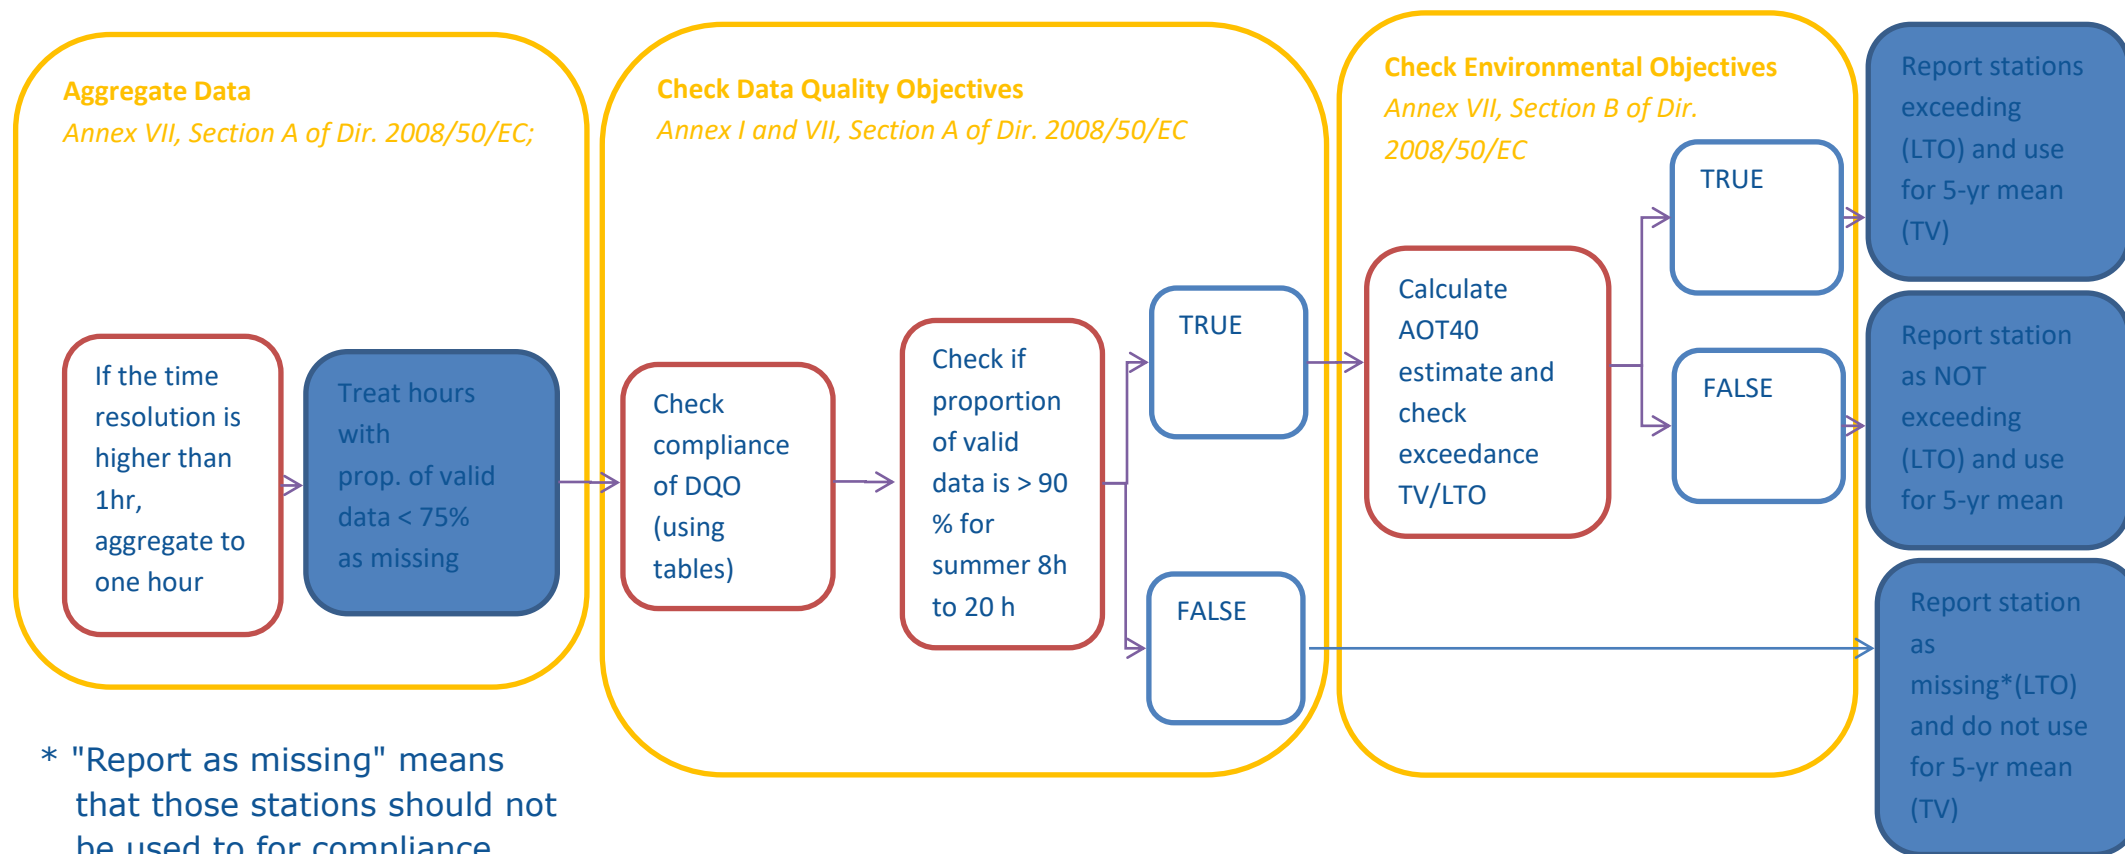 Aggregate Data
Annex VII, Section A of Dir. 2008/50/EC;
If the time
resolution is
higher than
1hr,
aggregate to
one hour
Treat hours
with
prop. of valid
data < 75%
as missing
Check Data Quality Objectives
Annex I and VII, Section A of Dir. 2008/50/EC
Check
compliance
of DQO
(using
tables)
Check if
proportion
of valid
data is > 90
% for
summer 8h
to 20 h
TRUE
FALSE
Check Environmental Objectives
Annex VII, Section B of Dir.
2008/50/EC
Calculate
AOT40
estimate and
check
exceedance
TV/LTO
TRUE
FALSE
Report stations
exceeding
(LTO) and use
for 5-yr mean
(TV)
Report station
as NOT
exceeding
(LTO) and use
for 5-yr mean
Report station
as
missing*(LTO)
and do not use
for 5-yr mean
(TV)
* "Report as missing" means
that those stations should not
be used to for compliance